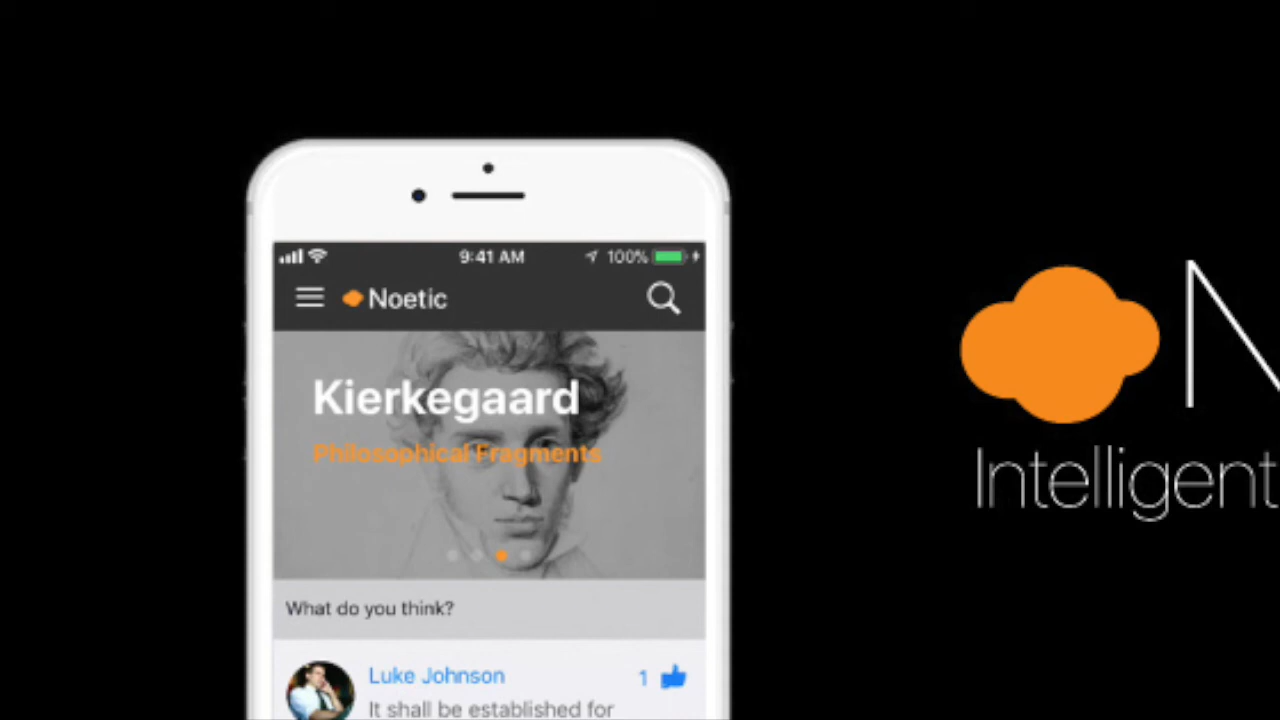 9:41 AM 100%
Noetic
Kierkegaard
Philosophical Fragments
What do you think?
Luke Johnson 1
It shall be established for
N
Intelligent